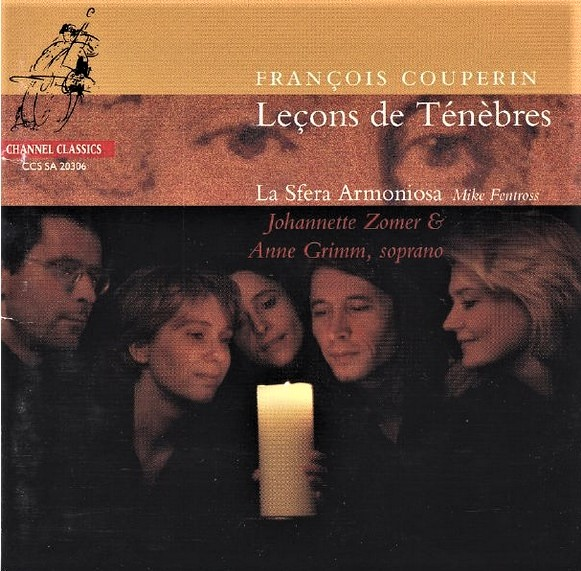 FRANÇOIS COUPERIN
Leçons de Ténèbres
CHANNEL CLASSICS
CCS SA 20306
La Sfera Armoniosa Mike Fentross
Johannette Zomer &
Anne Grimm, soprano